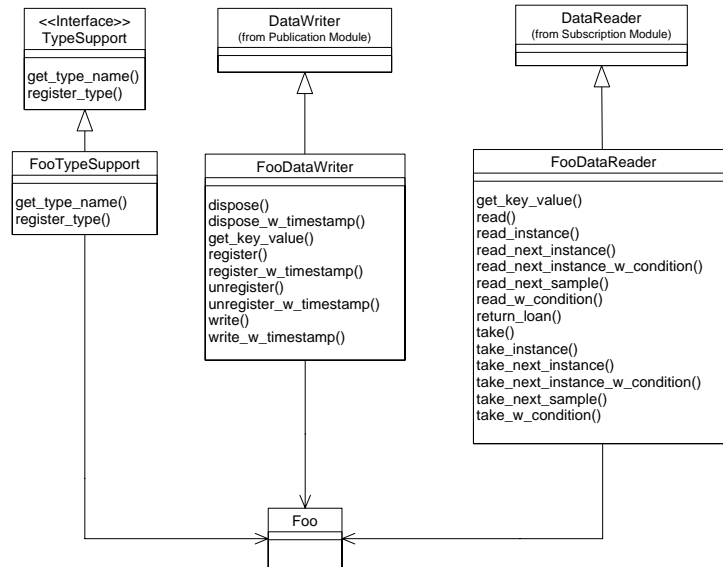 <<Interface>>
TypeSupport
get_type_name()
register_type()
DataWriter
(from Publication Module)
DataReader
(from Subscription Module)
FooTypeSupport
get_type_name()
register_type()
FooDataWriter
dispose()
dispose_w_timestamp()
get_key_value()
register()
register_w_timestamp()
unregister()
unregister_w_timestamp()
write()
write_w_timestamp()
FooDataReader
get_key_value()
read()
read_instance()
read_next_instance()
read_next_instance_w_condition()
read_next_sample()
read_w_condition()
return_loan()
take()
take_instance()
take_next_instance()
take_next_instance_w_condition()
take_next_sample()
take_w_condition()
Foo